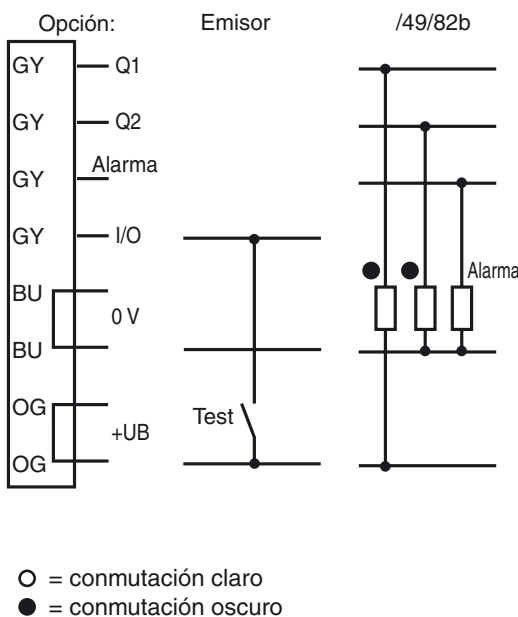 Opción: Emisor /49/82b
GY Q1
GY Q2
GY Alarma
GY I/O
BU
0 V
BU
OG
+UB
OG
Test
Alarma
= conmutación claro
= conmutación oscuro